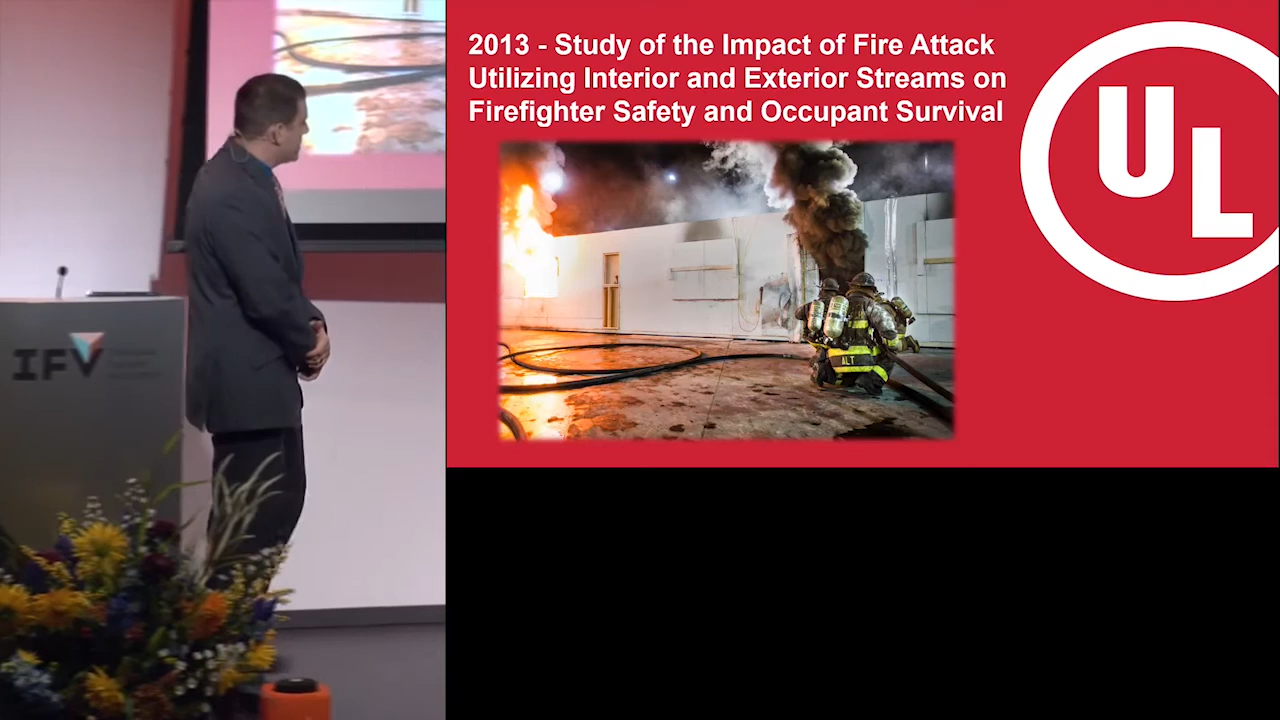 2013 - Study of the Impact of Fire Attack
Utilizing Interior and Exterior Streams on
Firefighter Safety and Occupant Survival
UL
ALT
IFV